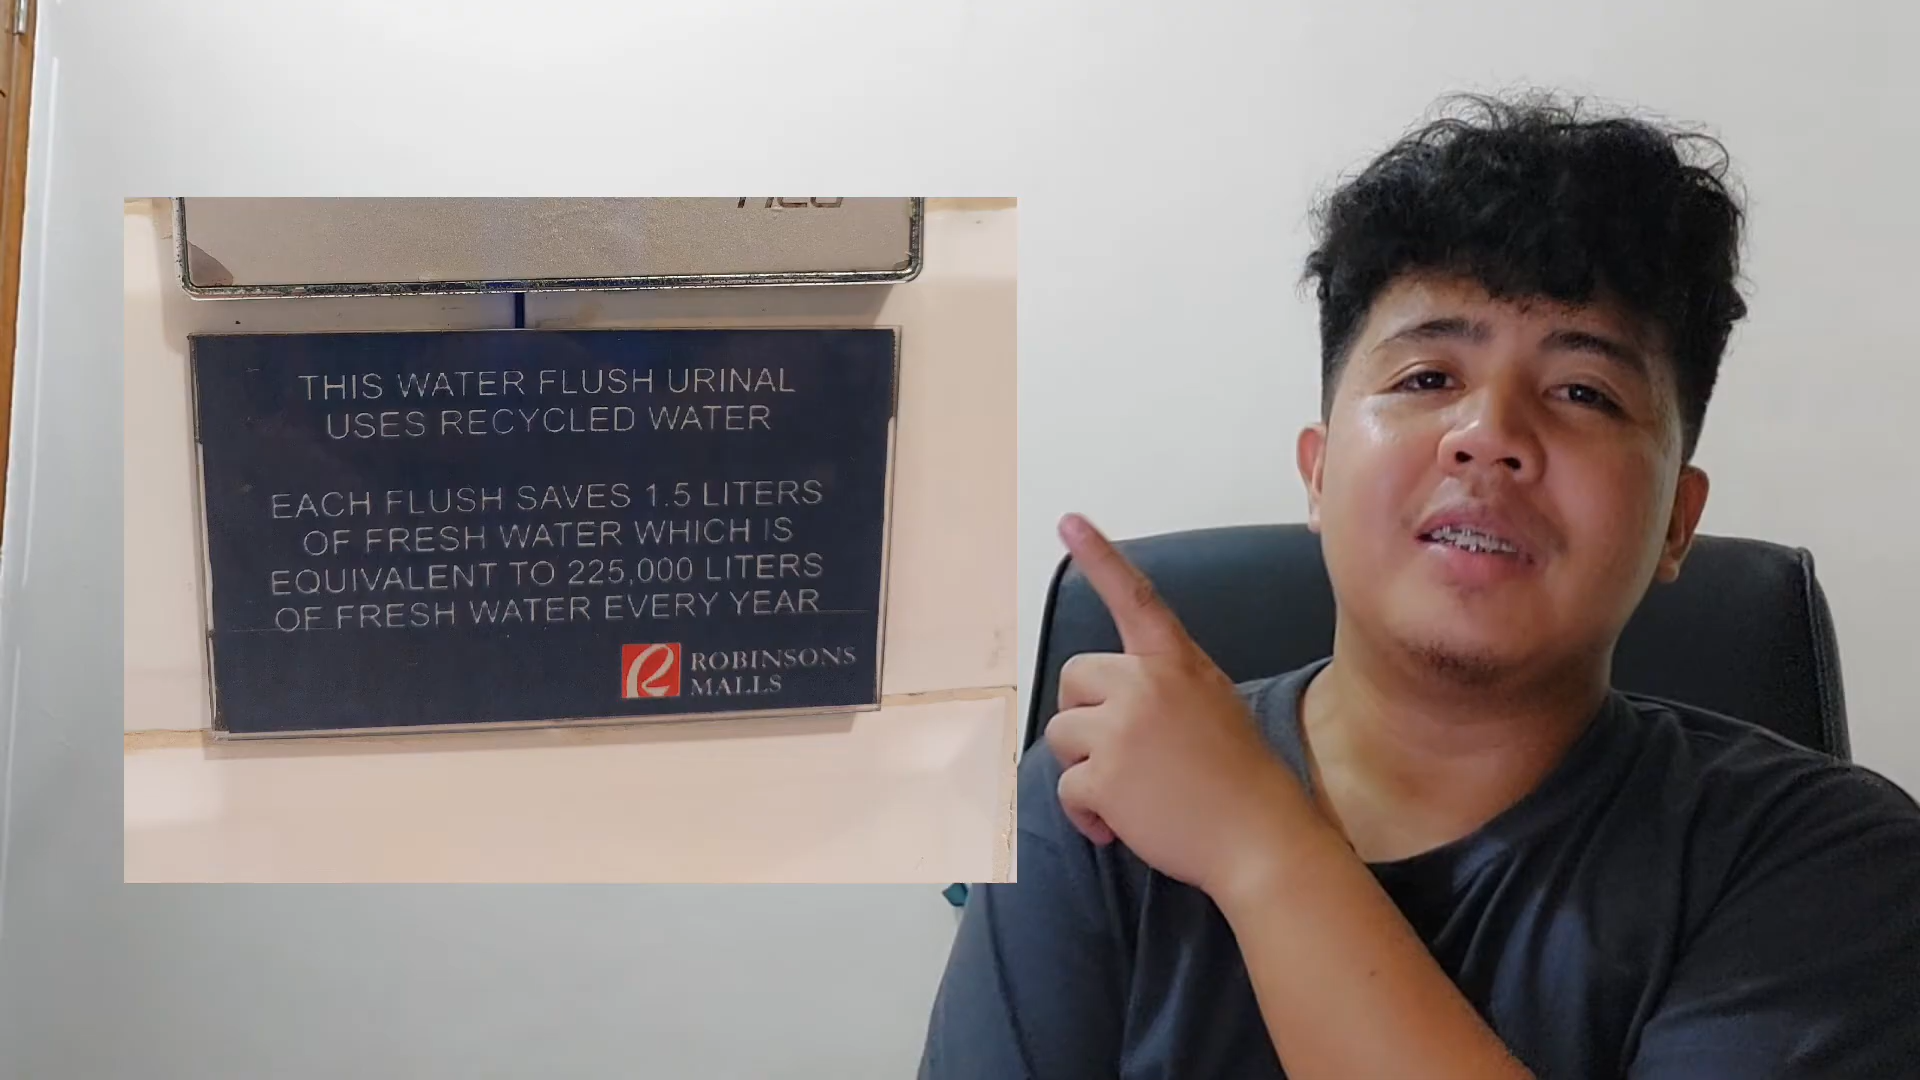 THIS WATER FLUSH URINAL
USES RECYCLED WATER
EACH FLUSH SAVES 1.5 LITERS
OF FRESH WATER WHICH IS
EQUIVALENT TO 225,000 LITERS
OF FRESH WATER EVERY YEAR
ROBINSONS
MALLS